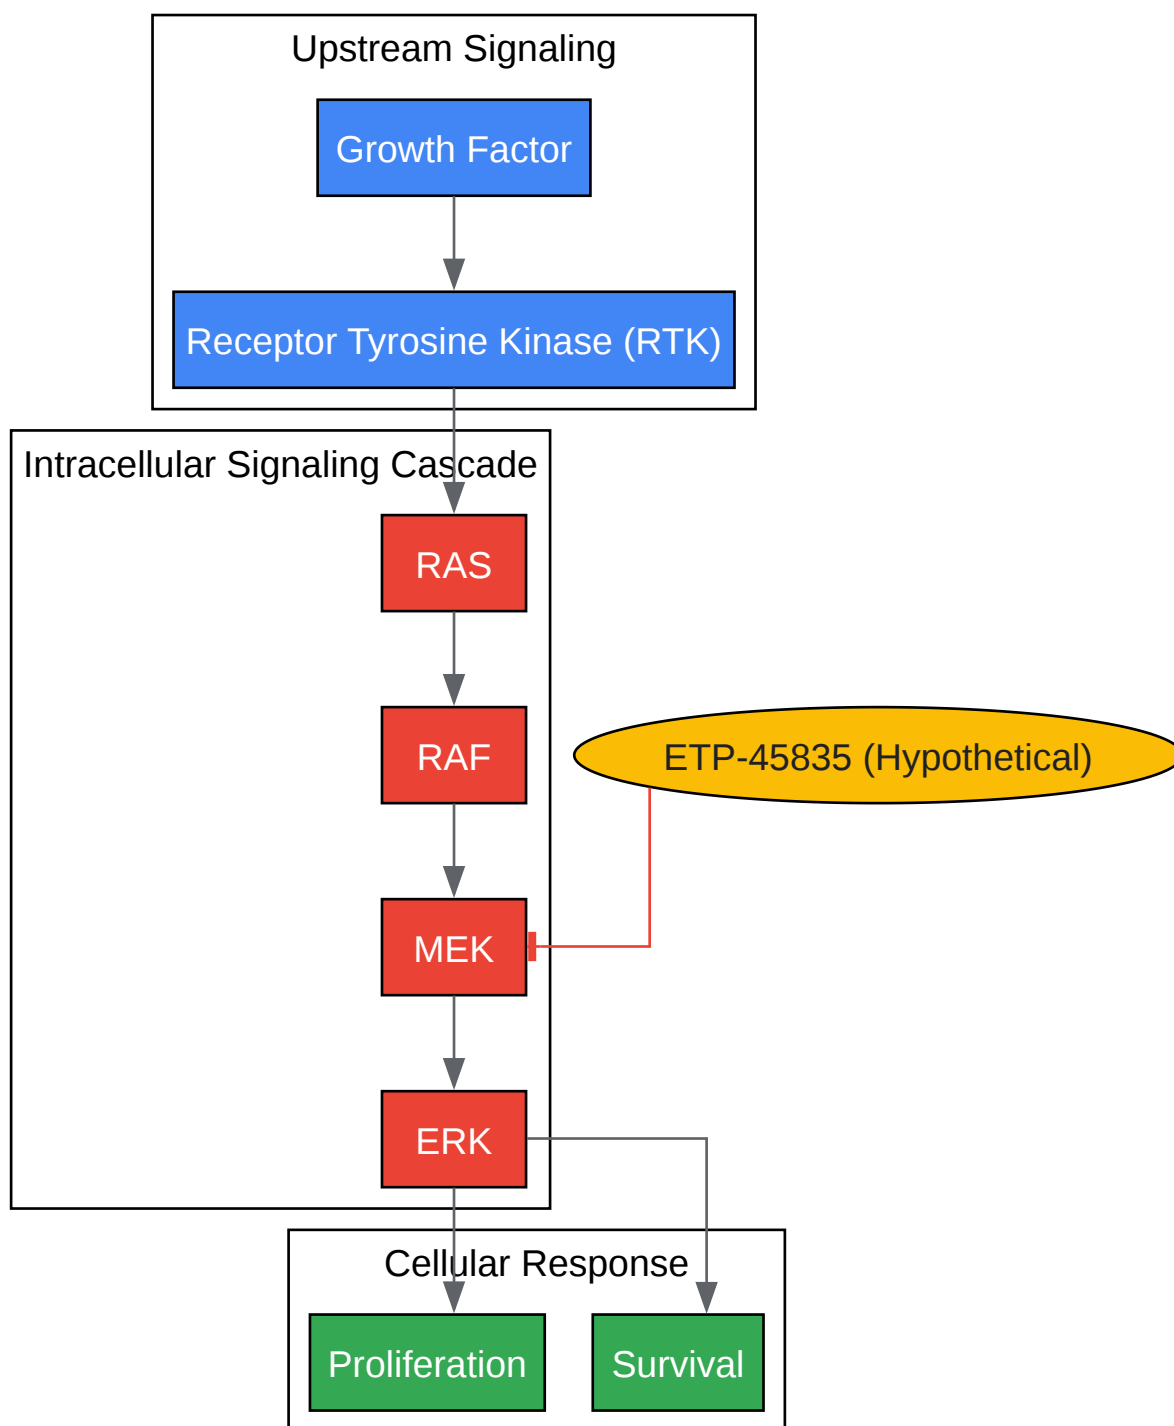 Upstream Signaling
Growth Factor
Receptor Tyrosine Kinase (RTK)
Intracellular Signaling Cascade
RAS
RAF
ETP-45835 (Hypothetical)
MEK
ERK
Cellular Response
Proliferation
Survival